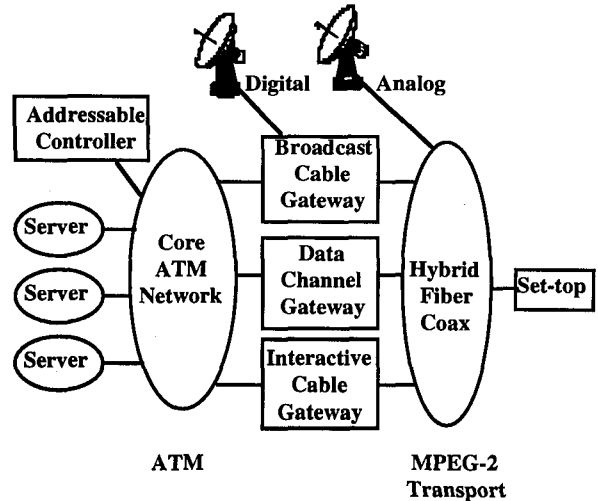 Digital
Analog
Addressable
Controller
Broadcast
Cable
Gateway
Server
Core
ATM
Network
Data
Channel
Gateway
Hybrid
Fiber
Coax
Set-top
Server
Server
Interactive
Cable
Gateway
ATM
MPEG-2
Transport